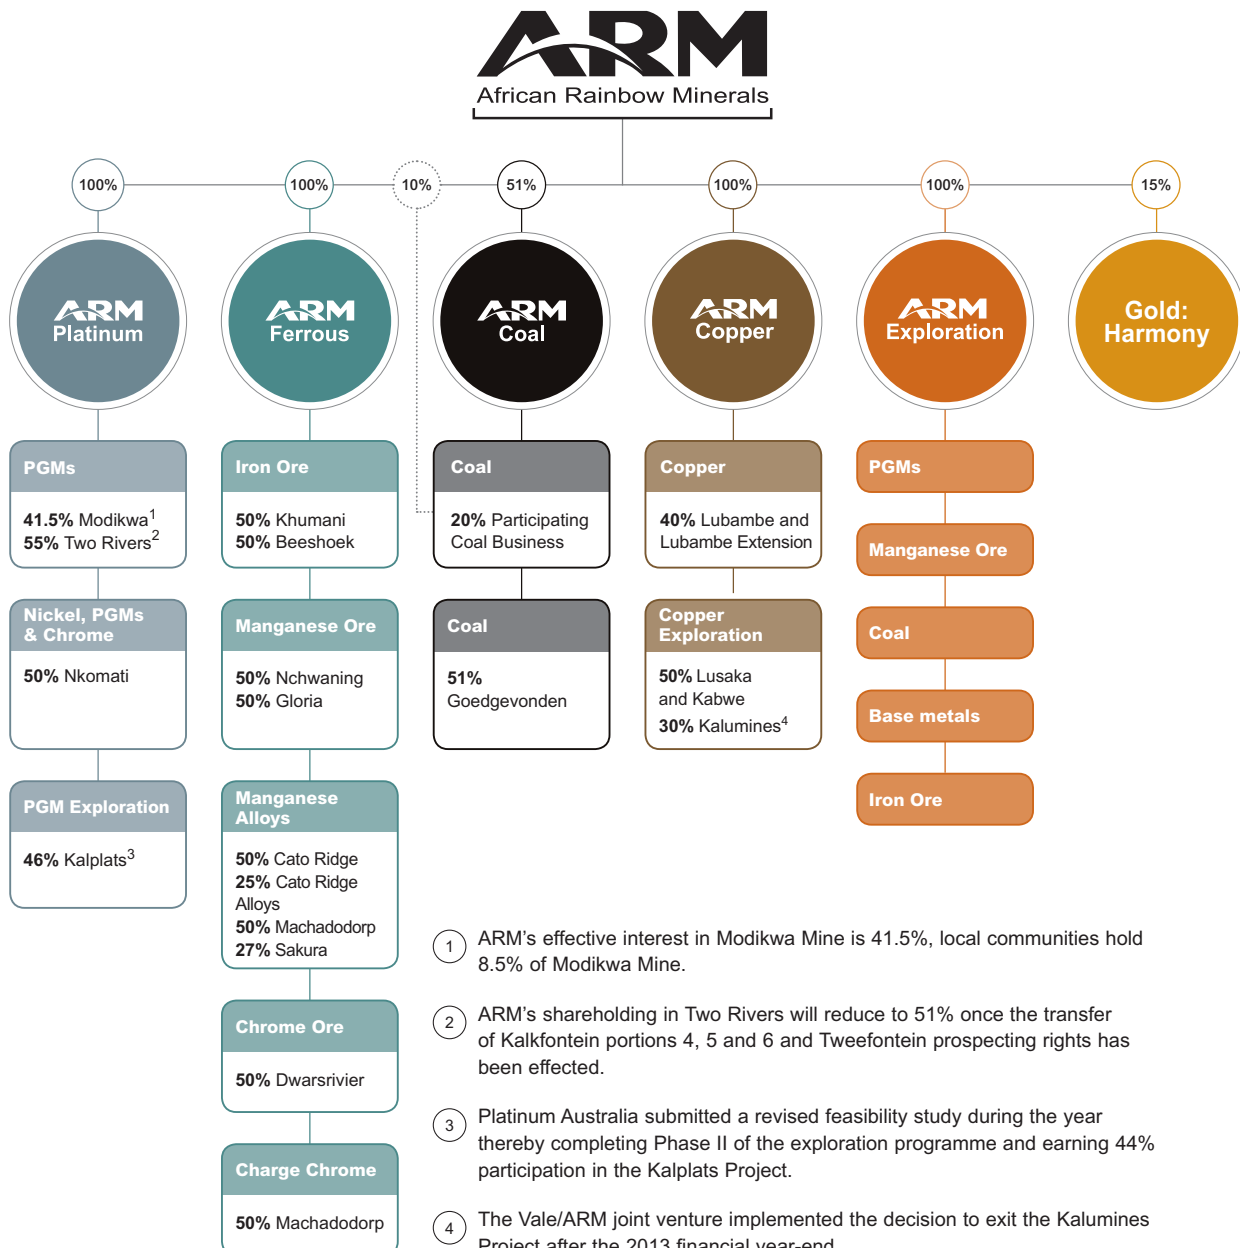 ARM
African Rainbow Minerals
100%
100%
10%
51%
100%
100%
15%
ARM
Platinum
ARM
Ferrous
ARM
Coal
ARM
Copper
ARM
Exploration
Gold:
Harmony
PGMs
41.5% Modikwa1
55% Two Rivers2
Nickel, PGMs
& Chrome
50% Nkomati
PGM Exploration
46% Kalplats3
Iron Ore
50% Khumani
50% Beeshoek
Manganese Ore
50% Nchwaning
50% Gloria
Manganese
Alloys
50% Cato Ridge
25% Cato Ridge
Alloys
50% Machadodorp
27% Sakura
Chrome Ore
50% Dwarsrivier
Charge Chrome
50% Machadodorp
Coal
20% Participating
Coal Business
Coal
51%
Goedgevonden
Copper
40% Lubambe and
Lubambe Extension
Copper
Exploration
50% Lusaka
and Kabwe
30% Kalumines4
PGMs
Manganese Ore
Coal
Base metals
Iron Ore
1 ARM's effective interest in Modikwa Mine is 41.5%, local communities hold
8.5% of Modikwa Mine.
2 ARM's shareholding in Two Rivers will reduce to 51% once the transfer
of Kalkfontein portions 4, 5 and 6 and Tweefontein prospecting rights has
been effected.
3 Platinum Australia submitted a revised feasibility study during the year
thereby completing Phase II of the exploration programme and earning 44%
participation in the Kalplats Project.
4 The Vale/ARM joint venture implemented the decision to exit the Kalumines
Project after the 2013 financial year-end.